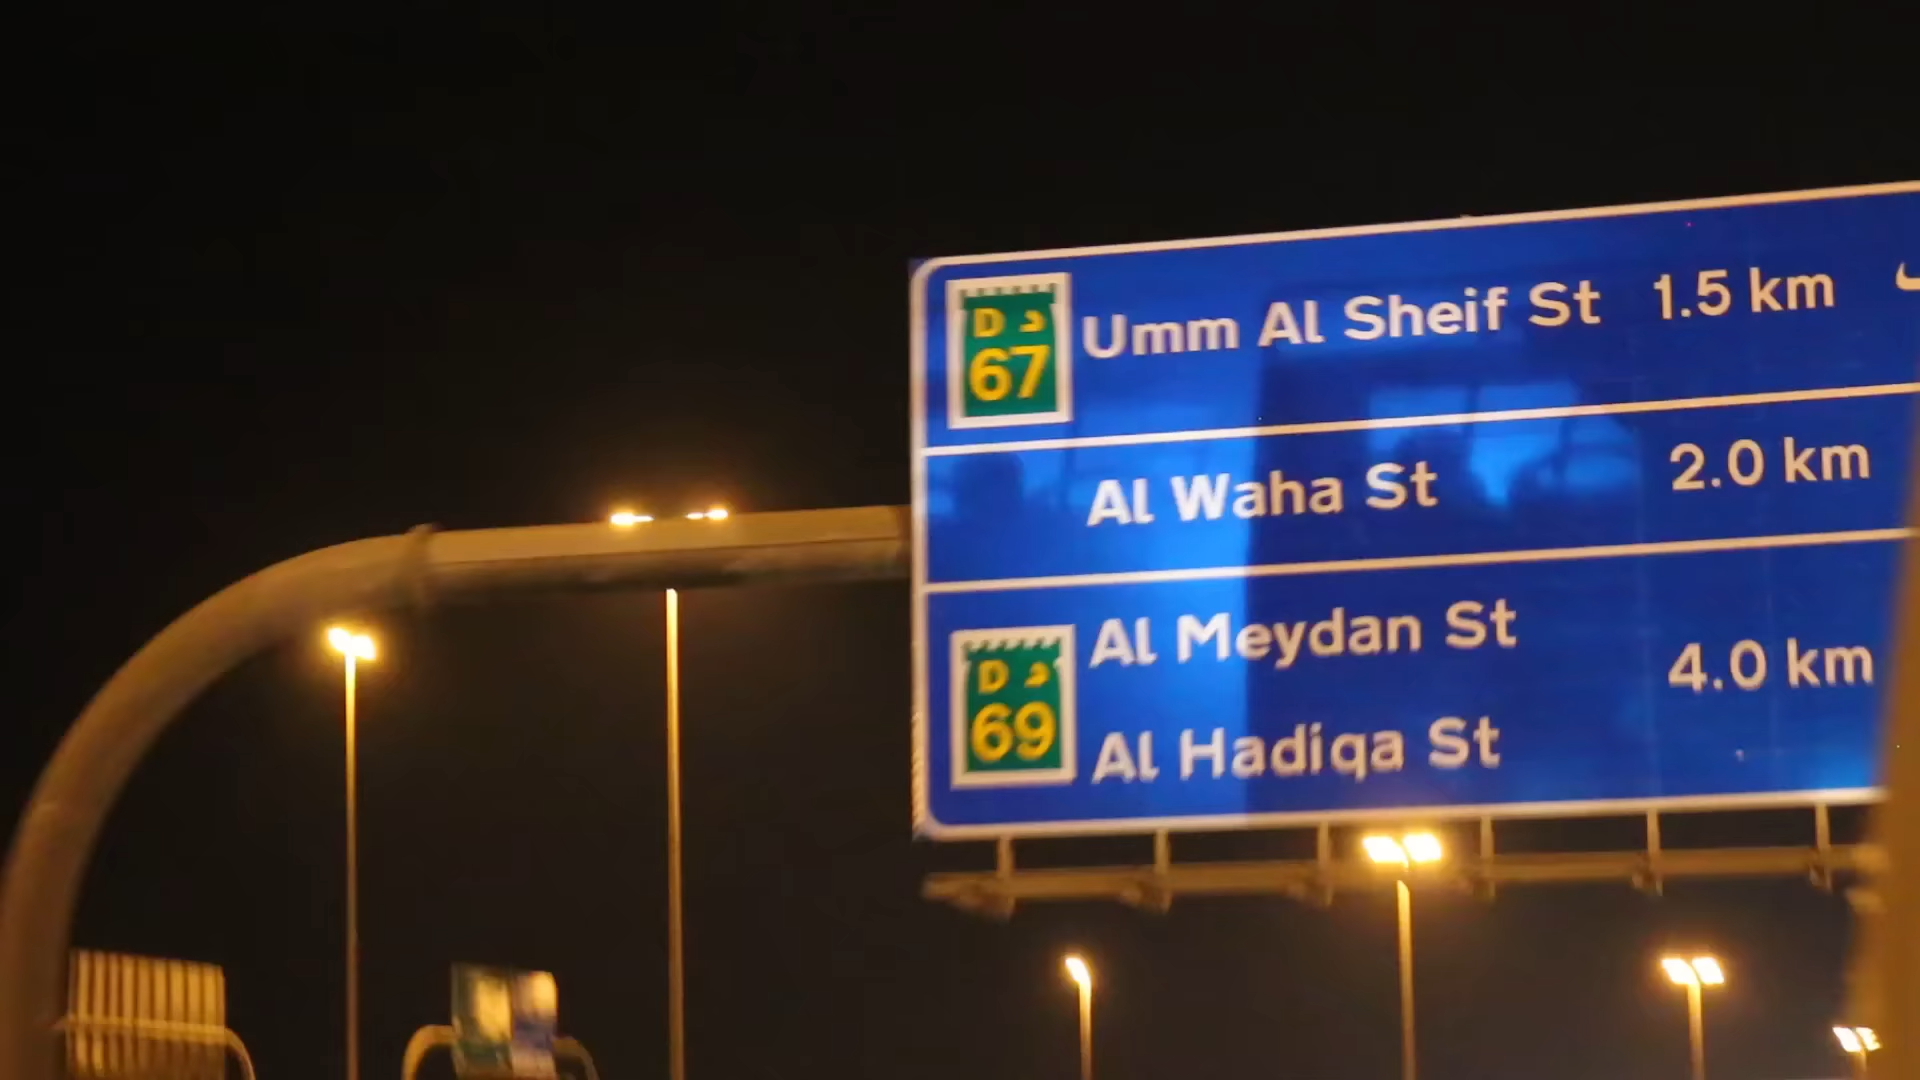 D د
67
Umm Al Sheif St 1.5 km
Al Waha St 2.0 km
D د
69
Al Meydan St
4.0 km
Al Hadiqa St